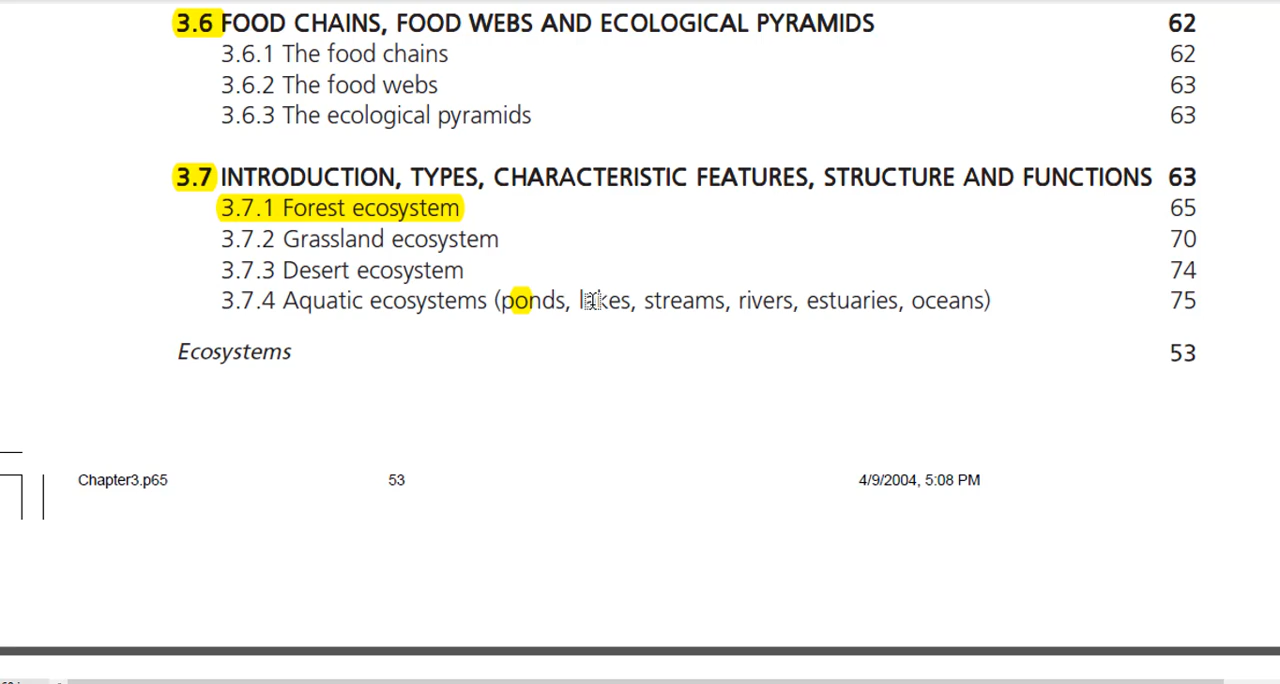 3.6 FOOD CHAINS, FOOD WEBS AND ECOLOGICAL PYRAMIDS 62
3.6.1 The food chains 62
3.6.2 The food webs 63
3.6.3 The ecological pyramids 63
3.7 INTRODUCTION, TYPES, CHARACTERISTIC FEATURES, STRUCTURE AND FUNCTIONS 63
3.7.1 Forest ecosystem 65
3.7.2 Grassland ecosystem 70
3.7.3 Desert ecosystem 74
3.7.4 Aquatic ecosystems (ponds, lakes, streams, rivers, estuaries, oceans) 75
Ecosystems 53
Chapter3.p65 53 4/9/2004, 5:08 PM